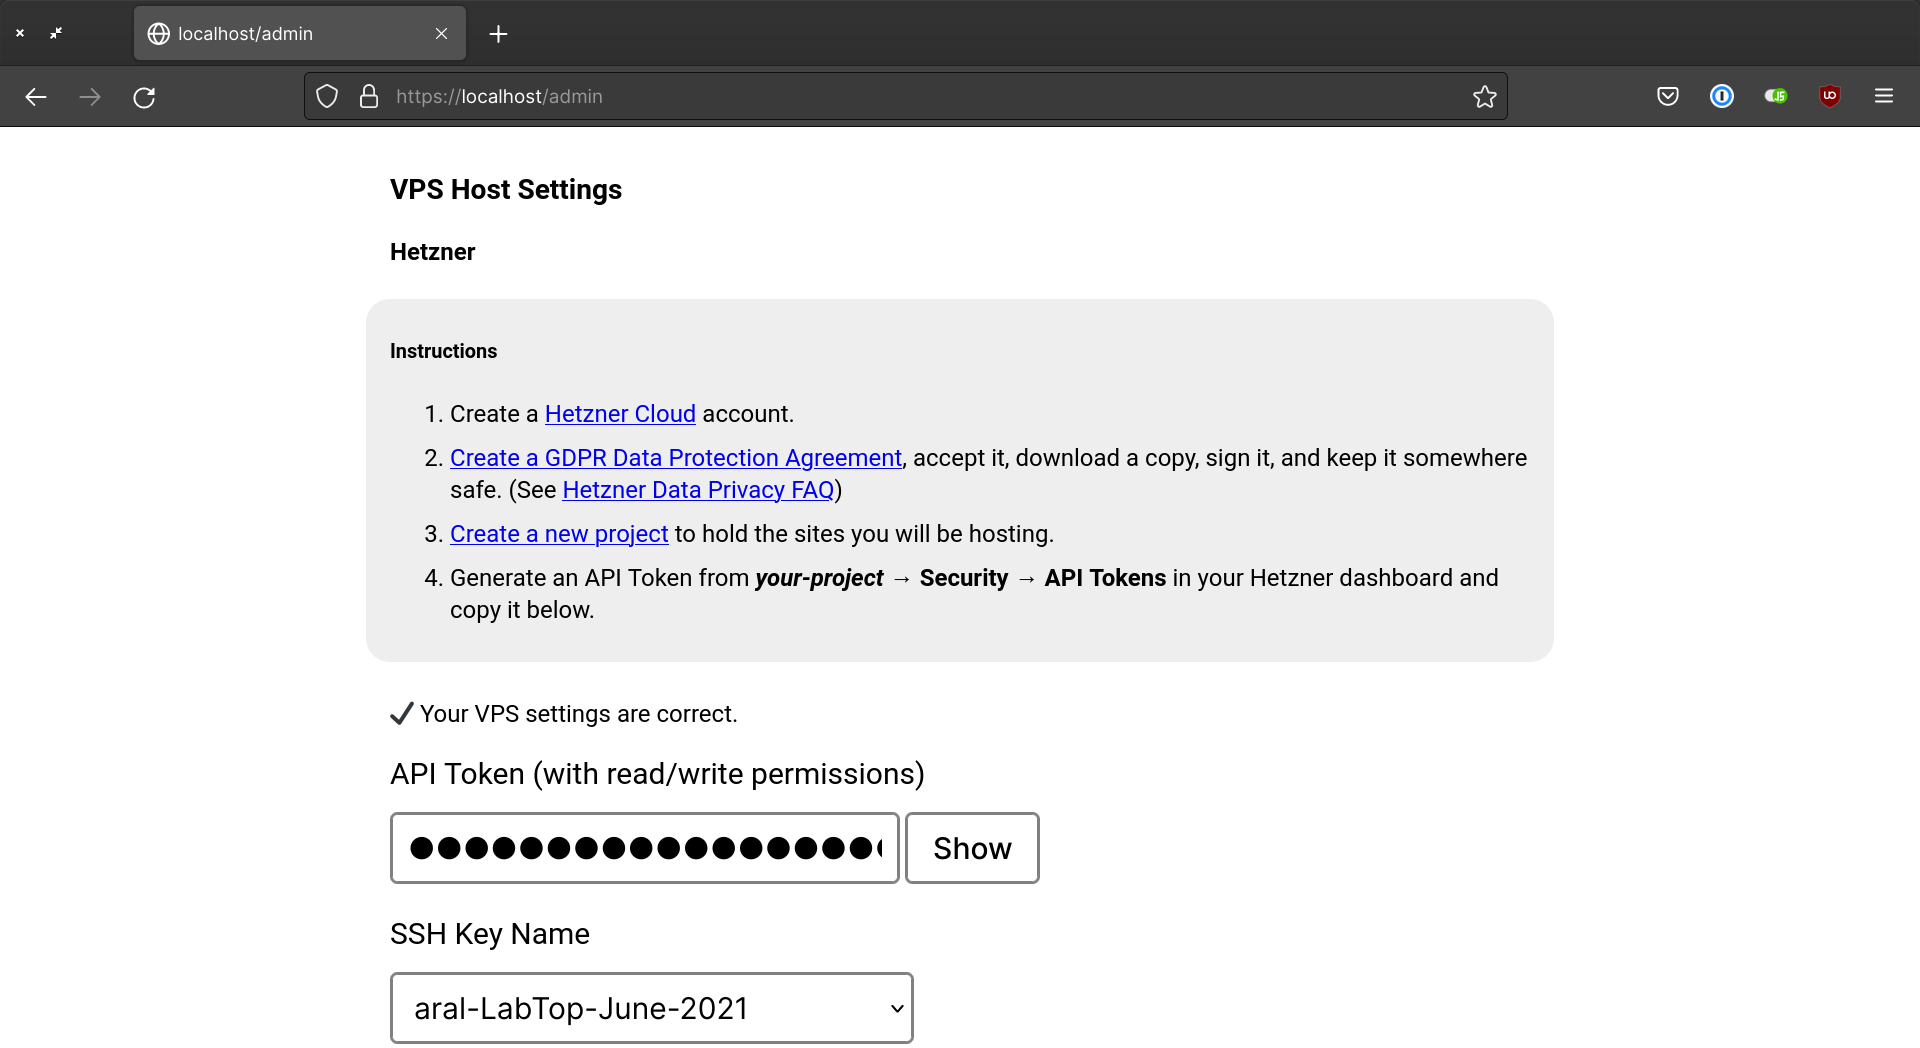 localhost/admin
https://localhost/admin
JS
UO
VPS Host Settings
Hetzner
Instructions
1. Create a Hetzner Cloud account.
2. Create a GDPR Data Protection Agreement, accept it, download a copy, sign it, and keep it somewhere
safe. (See Hetzner Data Privacy FAQ)
3. Create a new project to hold the sites you will be hosting.
4. Generate an API Token from your-project → Security → API Tokens in your Hetzner dashboard and
copy it below.
✔ Your VPS settings are correct.
API Token (with read/write permissions)
Show
SSH Key Name
aral-LabTop-June-2021